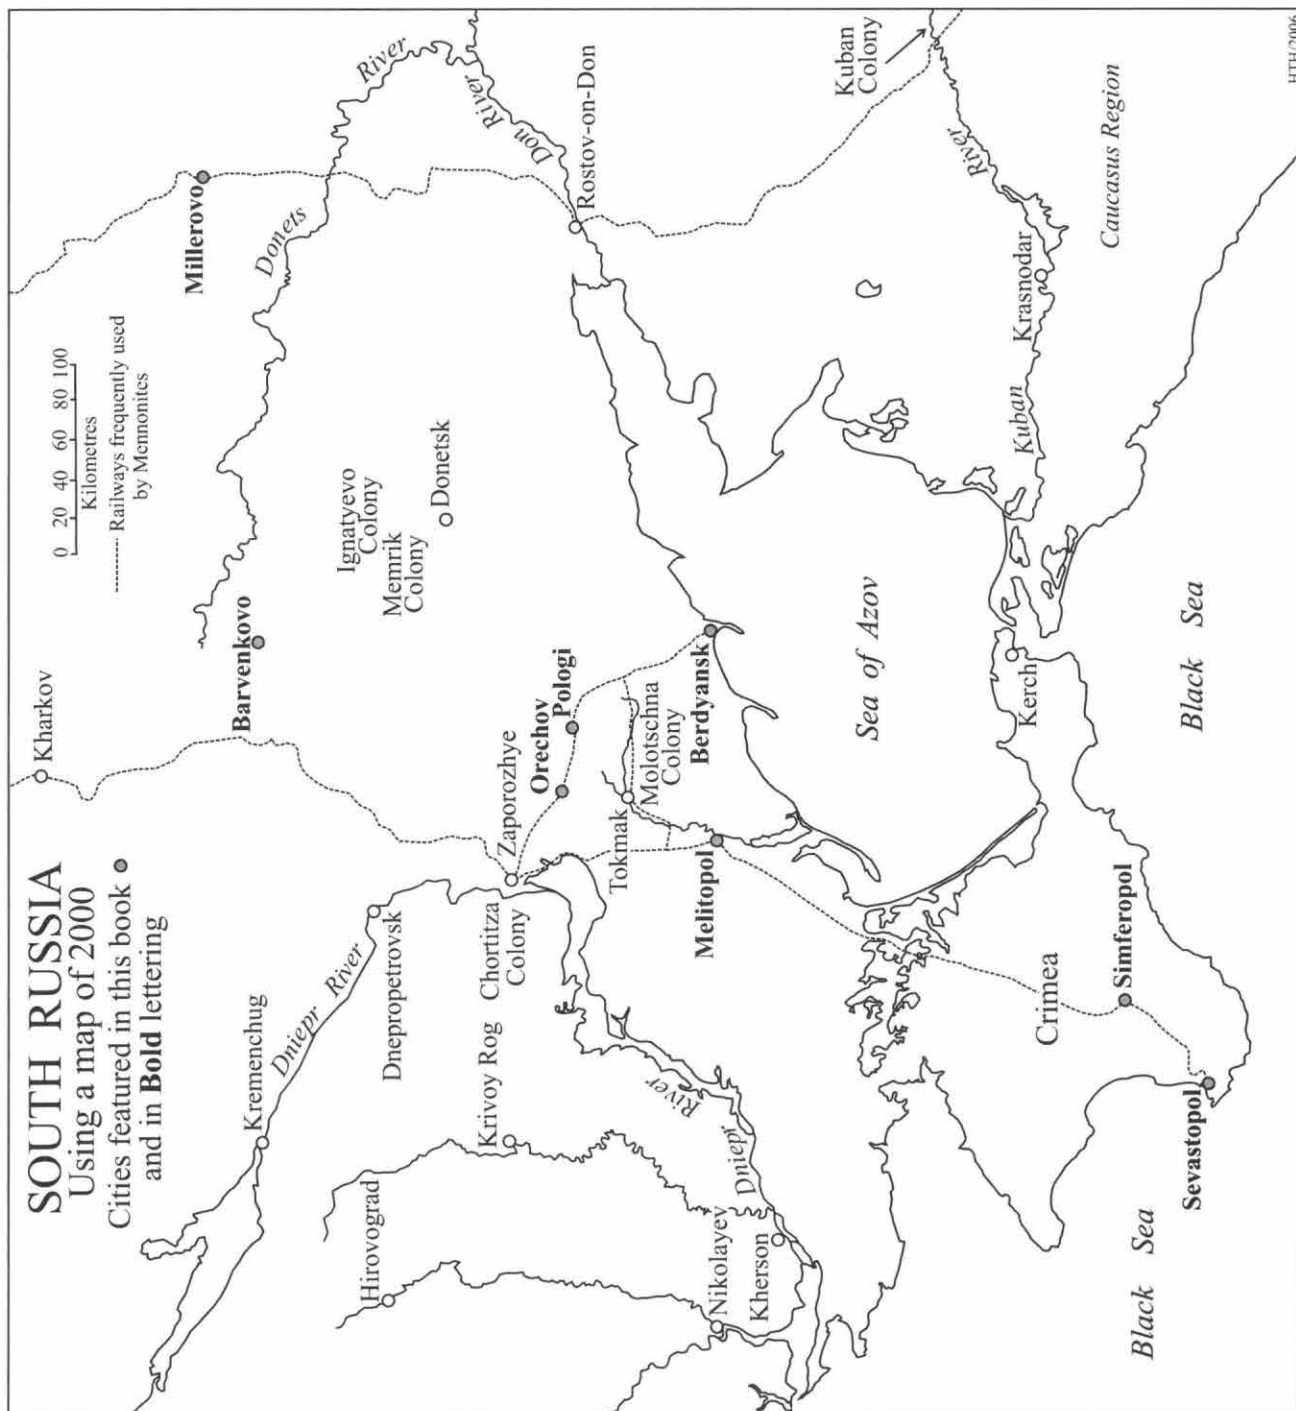 SOUTH RUSSIA
Using a map of 2000
Cities featured in this book
and in Bold lettering
0 20 40 60 80 100
Kilometres
Railways frequently used
by Mennonites
Kharkov
Millerovo
Barvenkovo
Donets
River
Kremenchug
Dniepr River
Hirovograd
Dnepropetrovsk
Ignatyevo
Colony
Memrik
Colony
Donetsk
Don
River
Rostov-on-Don
Krivoy Rog
Chortitza
Colony
Zaporozhye
Orechov
Pologi
Tokmak
Molotschna
Colony
Berdyansk
Melitopol
Dniepr
River
Nikolayev
Kherson
Kuban
Colony
Sea of Azov
Kuban
River
Krasnodar
Caucasus Region
Kerch
Crimea
Simferopol
Sevastopol
Black Sea
Black Sea
HTH/2006